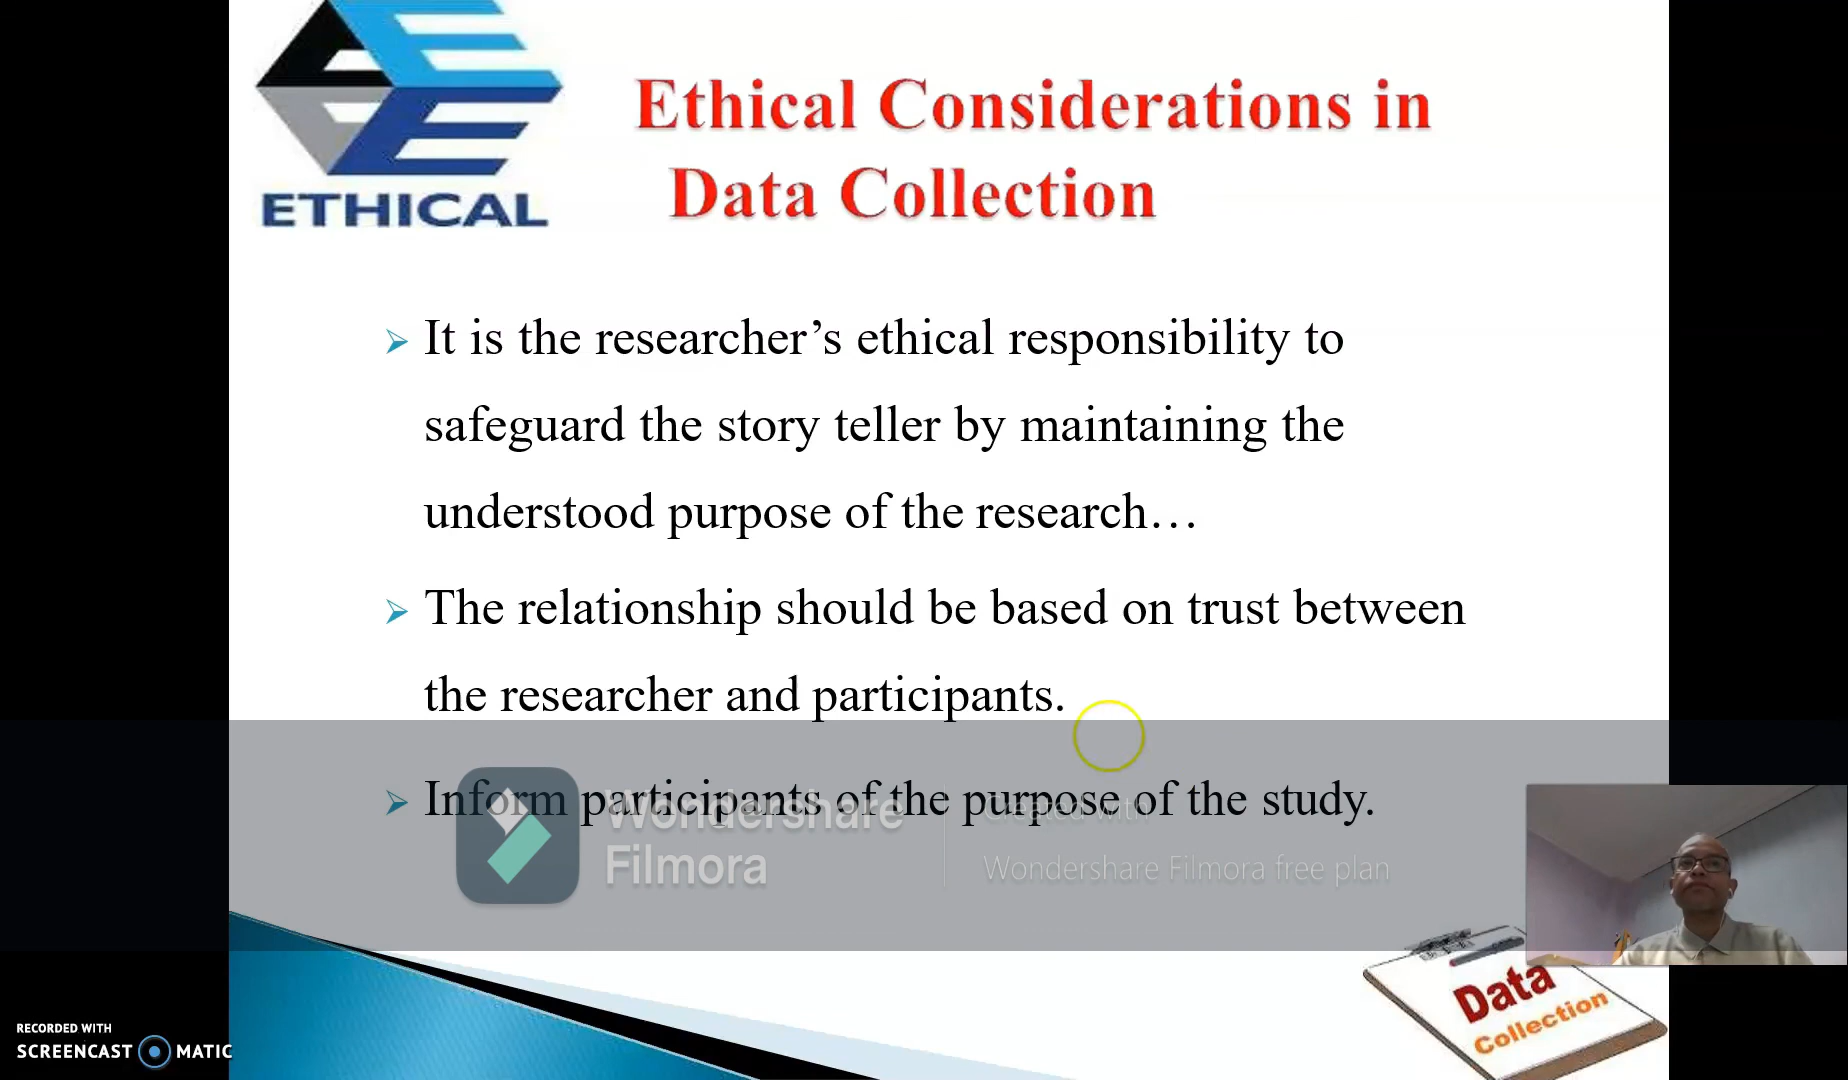 ETHICAL
Ethical Considerations in
Data Collection
It is the researcher’s ethical responsibility to
safeguard the story teller by maintaining the
understood purpose of the research…
The relationship should be based on trust between
the researcher and participants.
Inform participants of the purpose of the study.
Wondershare
Filmora
Created with
Wondershare Filmora free plan
Data
Collection
RECORDED WITH
SCREENCAST MATIC